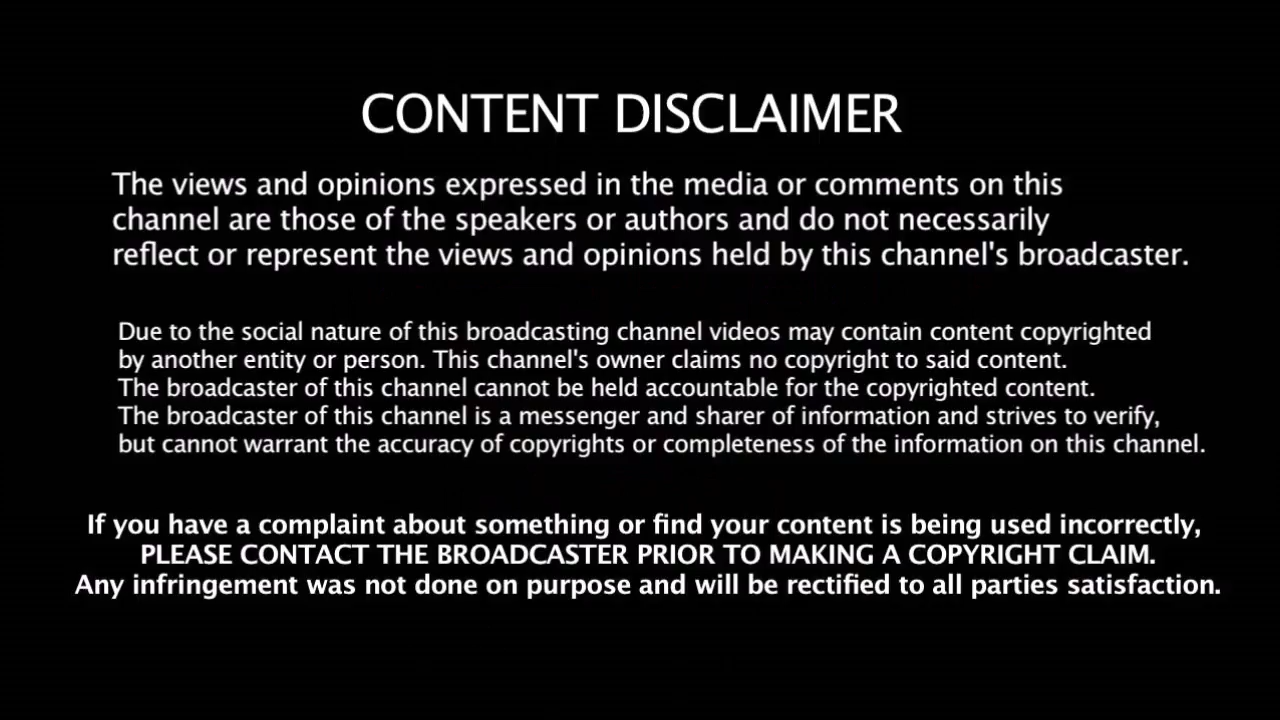 CONTENT DISCLAIMER
The views and opinions expressed in the media or comments on this
channel are those of the speakers or authors and do not necessarily
reflect or represent the views and opinions held by this channel's broadcaster.
Due to the social nature of this broadcasting channel videos may contain content copyrighted
by another entity or person. This channel's owner claims no copyright to said content.
The broadcaster of this channel cannot be held accountable for the copyrighted content.
The broadcaster of this channel is a messenger and sharer of information and strives to verify,
but cannot warrant the accuracy of copyrights or completeness of the information on this channel.
If you have a complaint about something or find your content is being used incorrectly,
PLEASE CONTACT THE BROADCASTER PRIOR TO MAKING A COPYRIGHT CLAIM.
Any infringement was not done on purpose and will be rectified to all parties satisfaction.